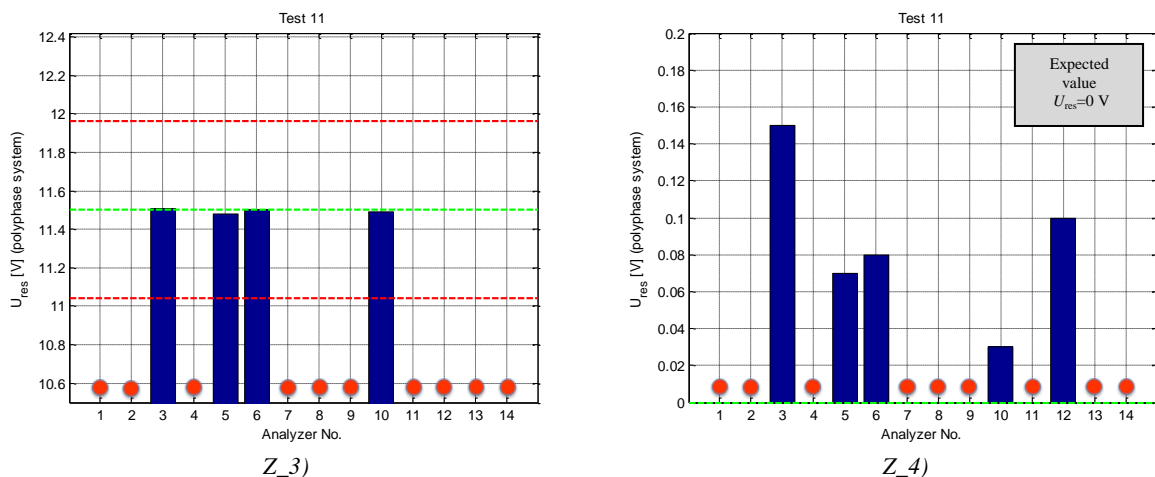 Test 11
12.4
12.2
12
11.8
11.6
11.4
11.2
11
10.8
10.6
U_res [V] (polyphase system)
1 2 3 4 5 6 7 8 9 10 11 12 13 14
Analyzer No.
Z_3)
Test 11
0.2
0.18
0.16
0.14
0.12
0.1
0.08
0.06
0.04
0.02
0
U_res [V] (polyphase system)
Expected
value
U_res=0 V
1 2 3 4 5 6 7 8 9 10 11 12 13 14
Analyzer No.
Z_4)